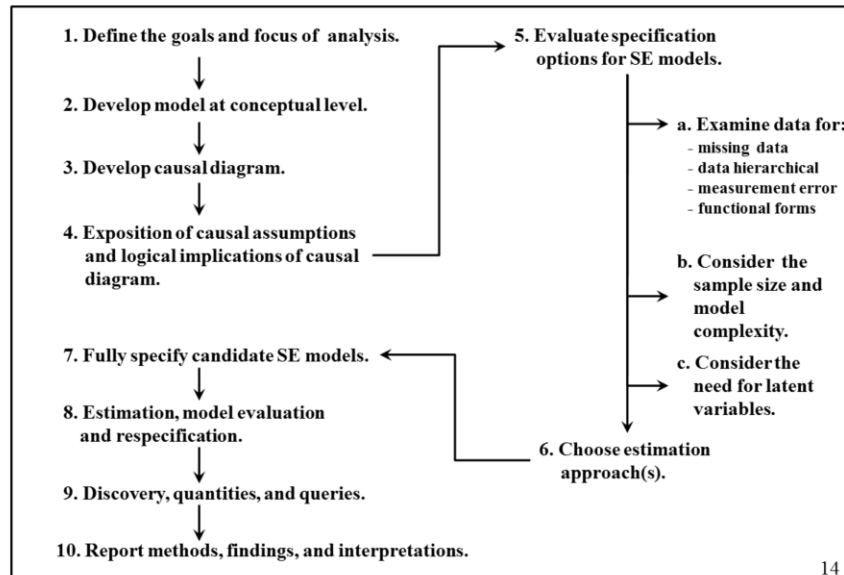 1. Define the goals and focus of analysis.
2. Develop model at conceptual level.
3. Develop causal diagram.
4. Exposition of causal assumptions
and logical implications of causal
diagram.
5. Evaluate specification
options for SE models.
a. Examine data for:
- missing data
- data hierarchical
- measurement error
- functional forms
b. Consider the
sample size and
model
complexity.
c. Consider the
need for latent
variables.
6. Choose estimation
approach(s).
7. Fully specify candidate SE models.
8. Estimation, model evaluation
and respecification.
9. Discovery, quantities, and queries.
10. Report methods, findings, and interpretations.
14